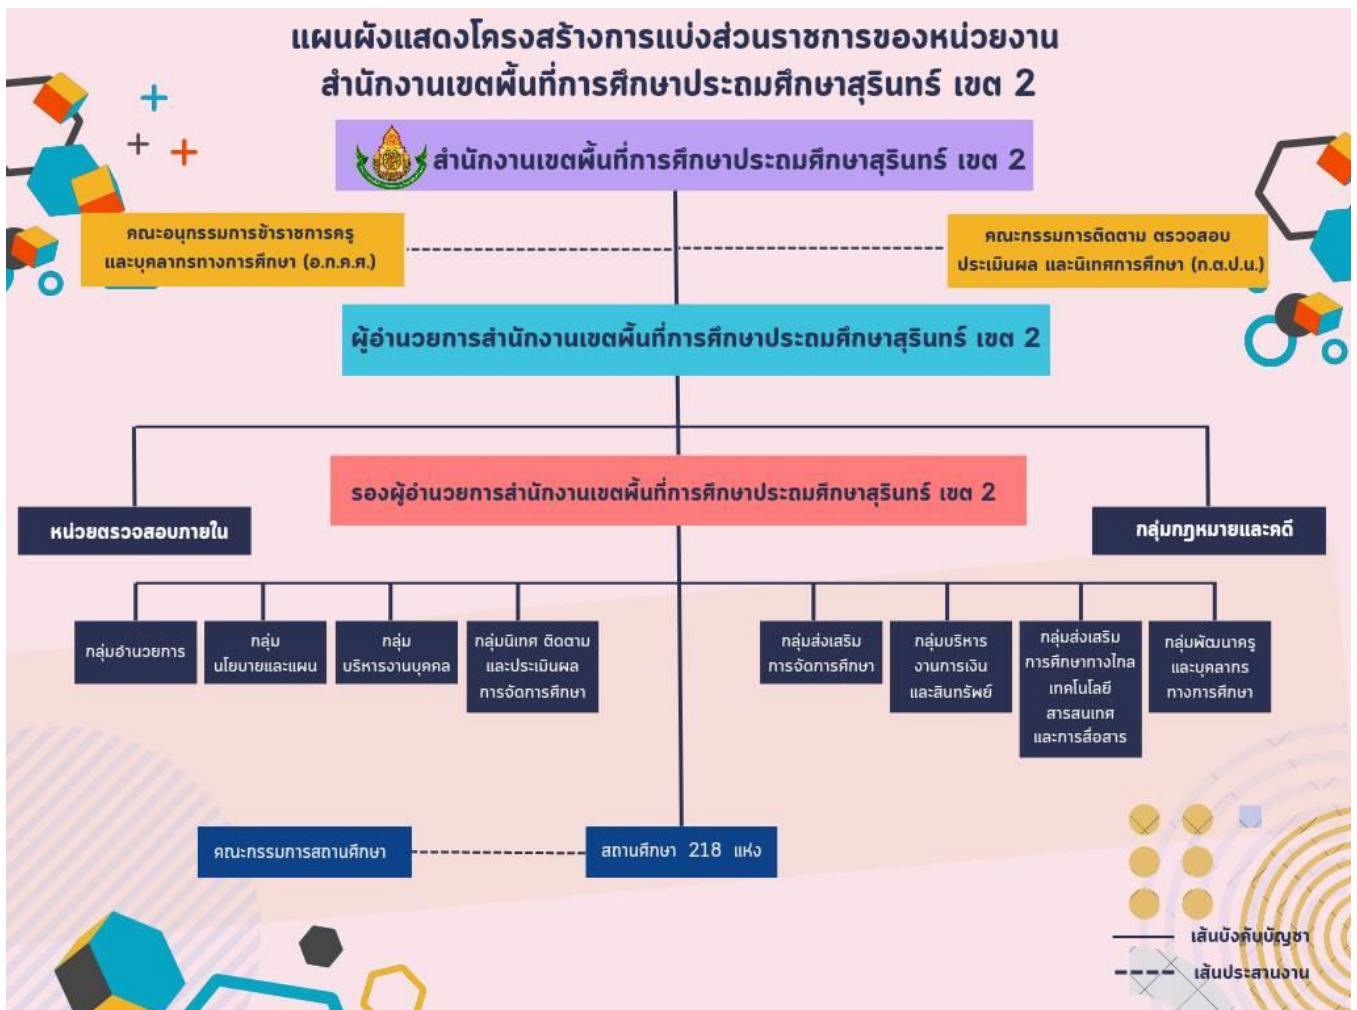 แผนผังแสดงโครงสร้างการแบ่งส่วนราชการของหน่วยงาน
สำนักงานเขตพื้นที่การศึกษาประถมศึกษาสุรินทร์ เขต 2
สำนักงานเขตพื้นที่การศึกษาประถมศึกษาสุรินทร์ เขต 2
คณะอนุกรรมการข้าราชการครู
และบุคลากรทางการศึกษา (อ.ก.ค.ศ.)
คณะกรรมการติดตาม ตรวจสอบ
ประเมินผล และนิเทศการศึกษา (ก.ต.ป.น.)
ผู้อำนวยการสำนักงานเขตพื้นที่การศึกษาประถมศึกษาสุรินทร์ เขต 2
รองผู้อำนวยการสำนักงานเขตพื้นที่การศึกษาประถมศึกษาสุรินทร์ เขต 2
หน่วยตรวจสอบภายใน
กลุ่มกฎหมายและคดี
กลุ่มอำนวยการ
กลุ่ม
นโยบายและแผน
กลุ่ม
บริหารงานบุคคล
กลุ่มนิเทศ ติดตาม
และประเมินผล
การจัดการศึกษา
กลุ่มส่งเสริม
การจัดการศึกษา
กลุ่มบริหาร
งานการเงิน
และสินทรัพย์
กลุ่มส่งเสริม
การศึกษาทางไกล
เทคโนโลยี
สารสนเทศ
และการสื่อสาร
กลุ่มพัฒนาครู
และบุคลากร
ทางการศึกษา
คณะกรรมการสถานศึกษา
สถานศึกษา 218 แห่ง
เส้นบังคับบัญชา
เส้นประสานงาน